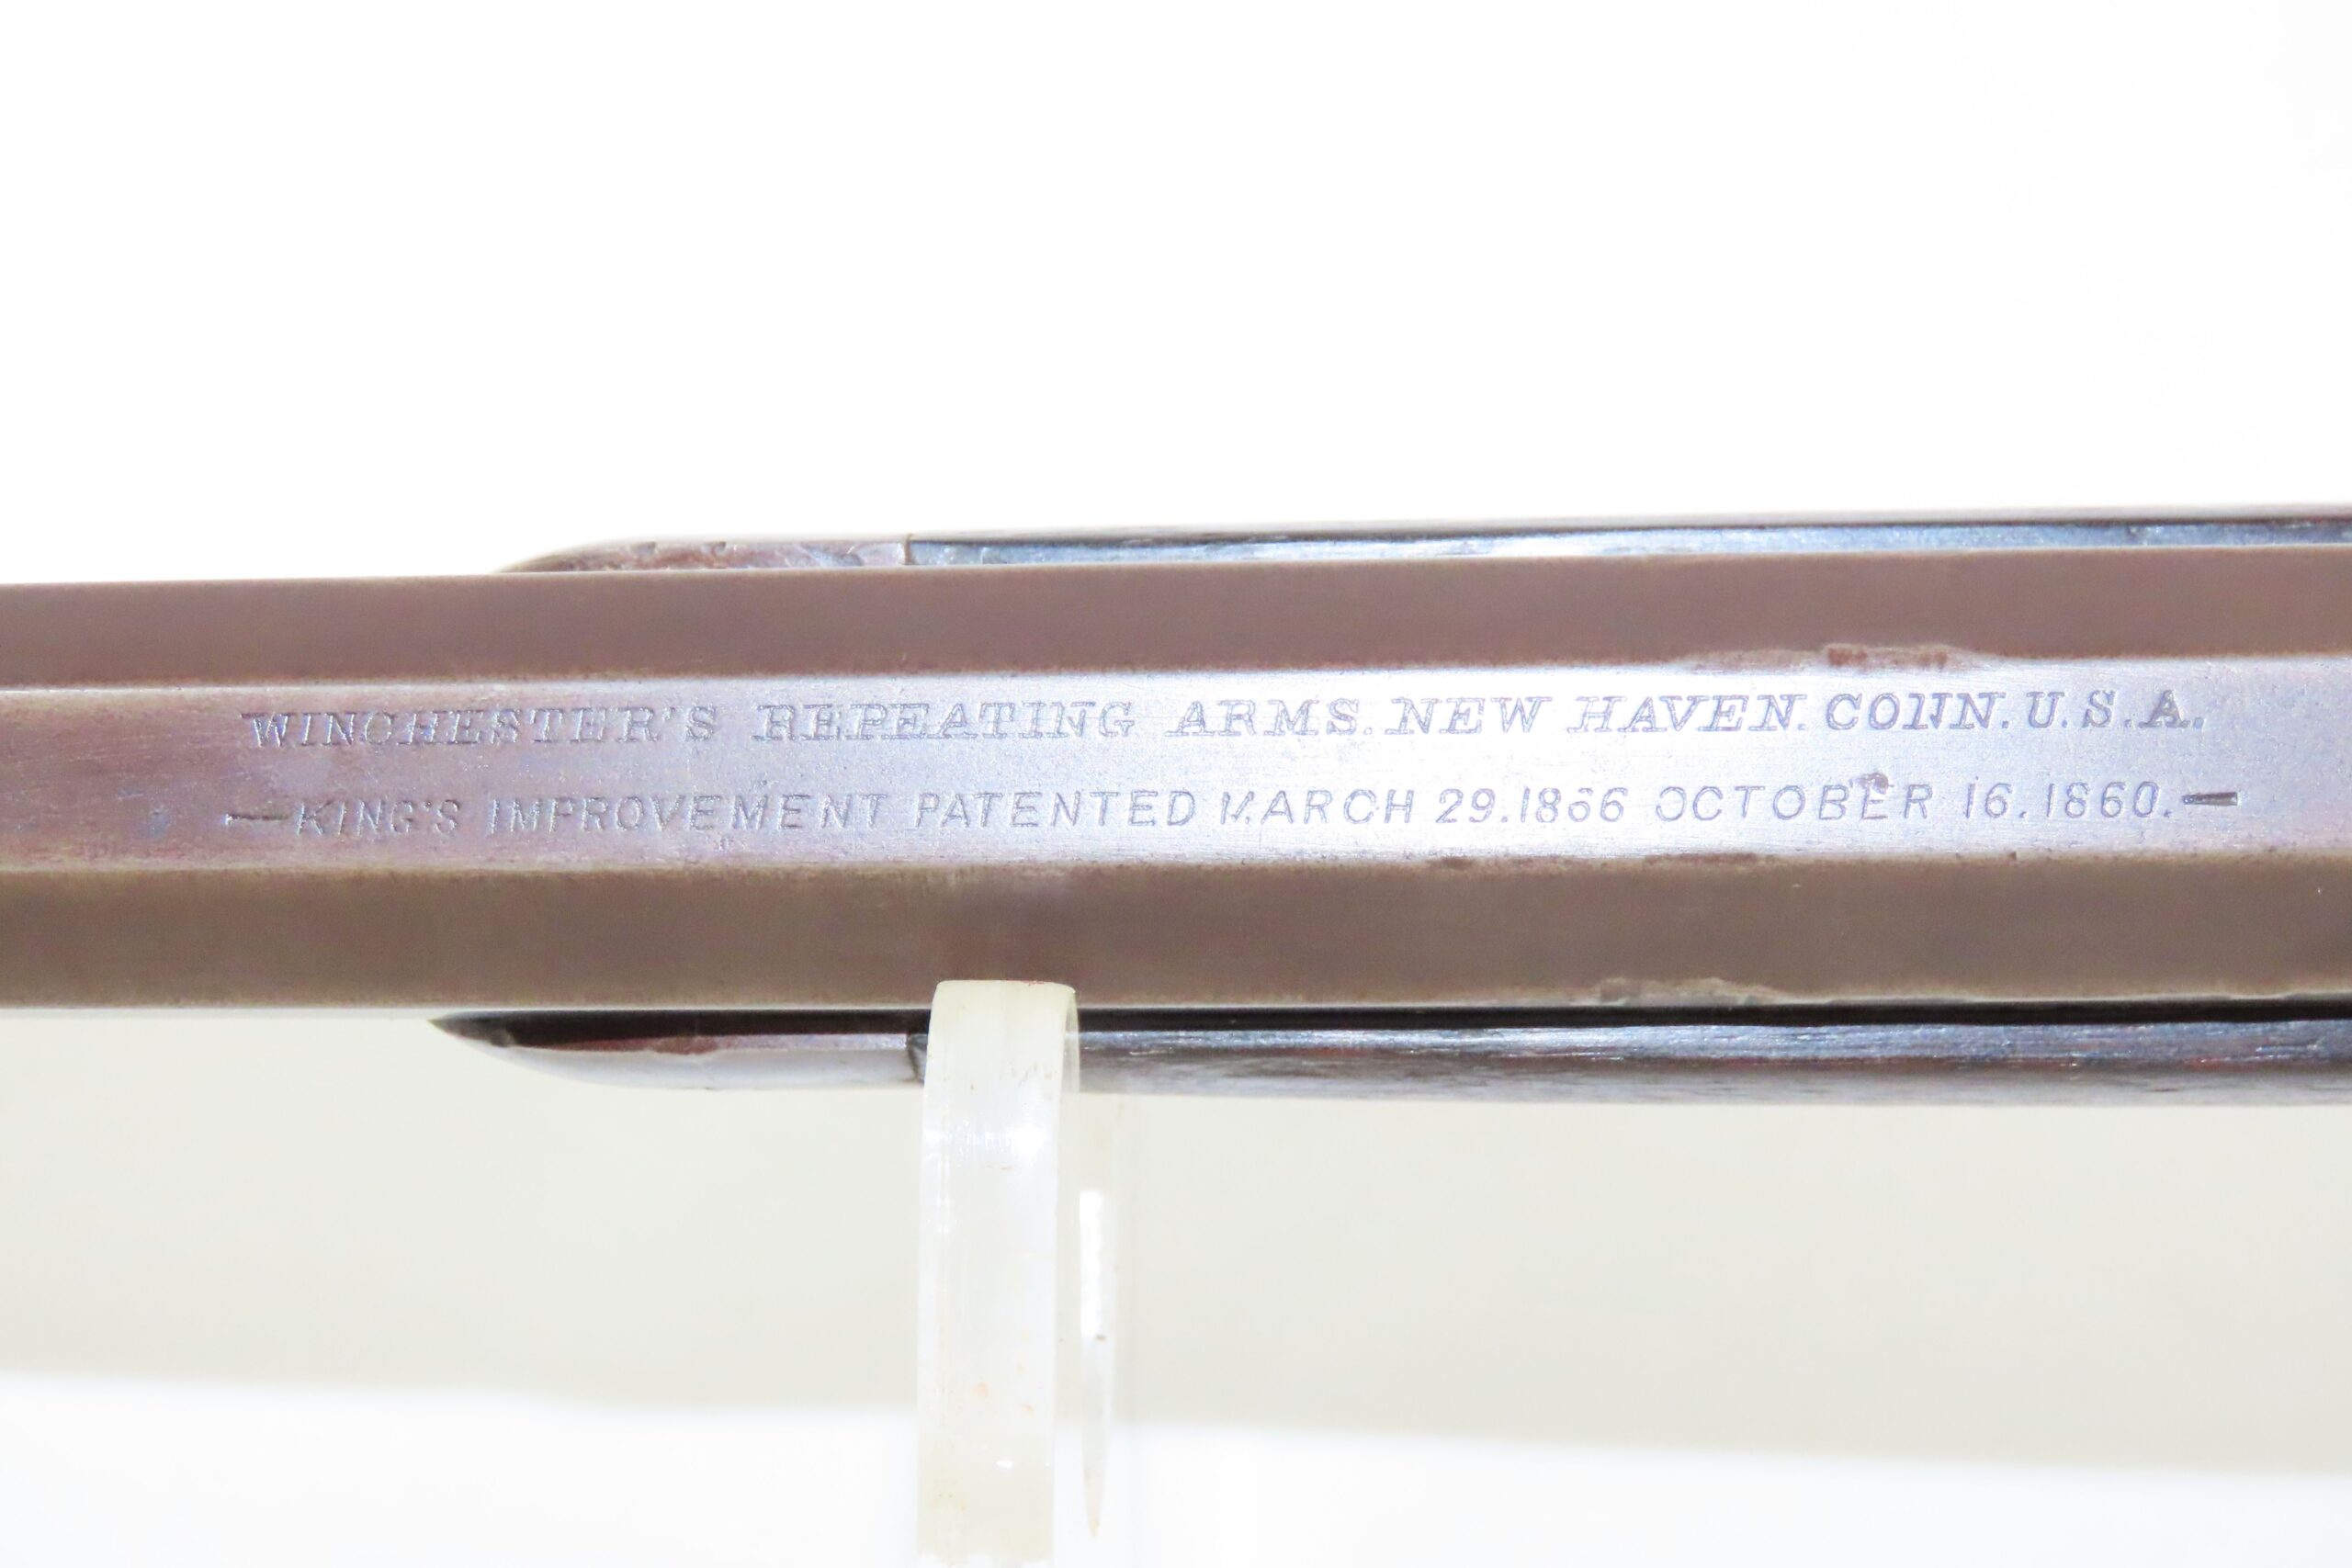 WINCHESTER'S REPEATING ARMS. NEW HAVEN. CONN. U.S.A.
—KING'S IMPROVEMENT PATENTED MARCH 29.1866 OCTOBER 16.1860.—